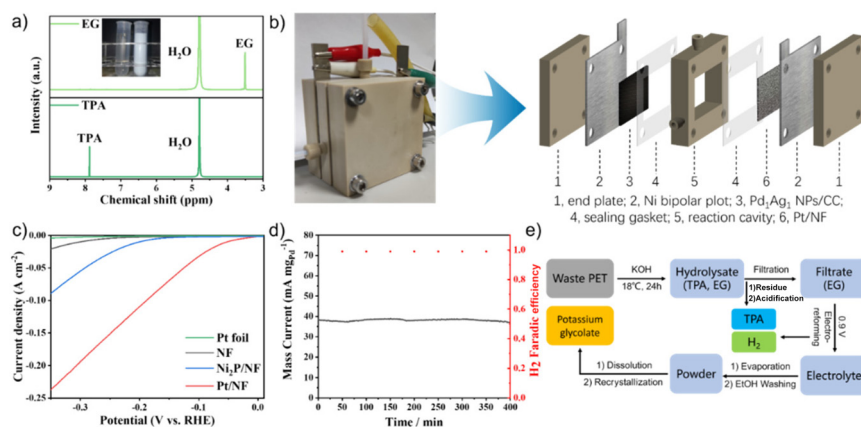 a)
EG
H₂O
EG
TPA
TPA
H₂O
Intensity (a.u.)
9 8 7 6 5 4 3
Chemical shift (ppm)
b)
1 2 3 4 5 4 6 2 1
1, end plate; 2, Ni bipolar plot; 3, Pd₁Ag₁ NPs/CC;
4, sealing gasket; 5, reaction cavity; 6, Pt/NF
c)
Current density (A cm⁻²)
0.00
-0.05
-0.10
-0.15
-0.20
-0.25
Pt foil
NF
Ni₂P/NF
Pt/NF
-0.3 -0.2 -0.1 0.0
Potential (V vs. RHE)
d)
Mass Current (mA mg_Pd⁻¹)
80
70
60
50
40
30
20
10
0
0 50 100 150 200 250 300 350 400
Time / min
1.0
0.8
0.6
0.4
0.2
0.0
H₂ Faradic efficiency
e)
Waste PET
KOH
18℃, 24h
Hydrolysate
(TPA, EG)
Filtration
Filtrate
(EG)
1)Residue
2)Acidification
TPA
H₂
0.9 V
Electro-
reforming
Electrolyte
1) Evaporation
2) EtOH Washing
Powder
1) Dissolution
2) Recrystallization
Potassium
glycolate